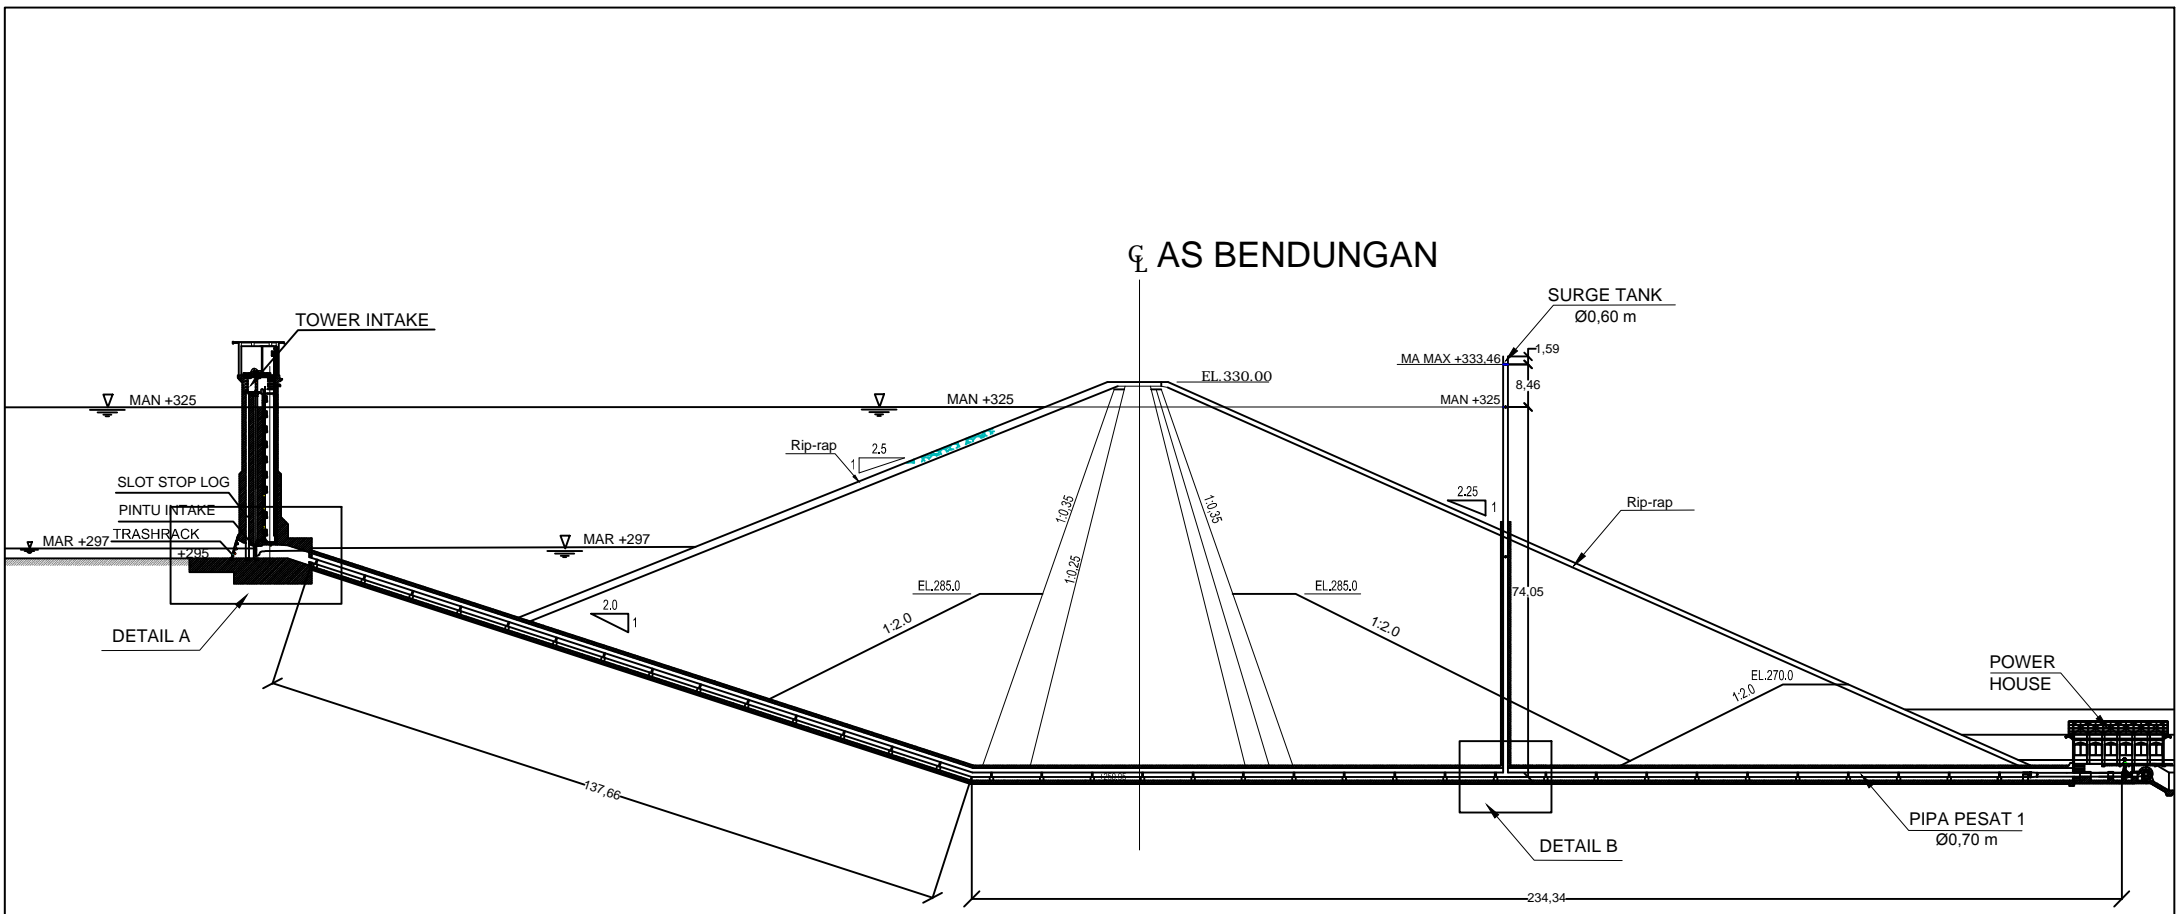 ℄ AS BENDUNGAN
SURGE TANK
Ø0,60 m
TOWER INTAKE
1,59
MA MAX +333,46
EL.330.00
8,46
MAN +325
MAN +325
MAN +325
2.5
1
Rip-rap
SLOT STOP LOG
PINTU INTAKE
TRASHRACK
MAR +297
+295
MAR +297
1:0,35
1:0,35
1:0,25
2.25
1
Rip-rap
EL.285.0
EL.285.0
74,05
2.0
1
1:2.0
1:2.0
DETAIL A
EL.270.0
1:2.0
POWER
HOUSE
137,66
PIPA PESAT 1
Ø0,70 m
DETAIL B
234,34